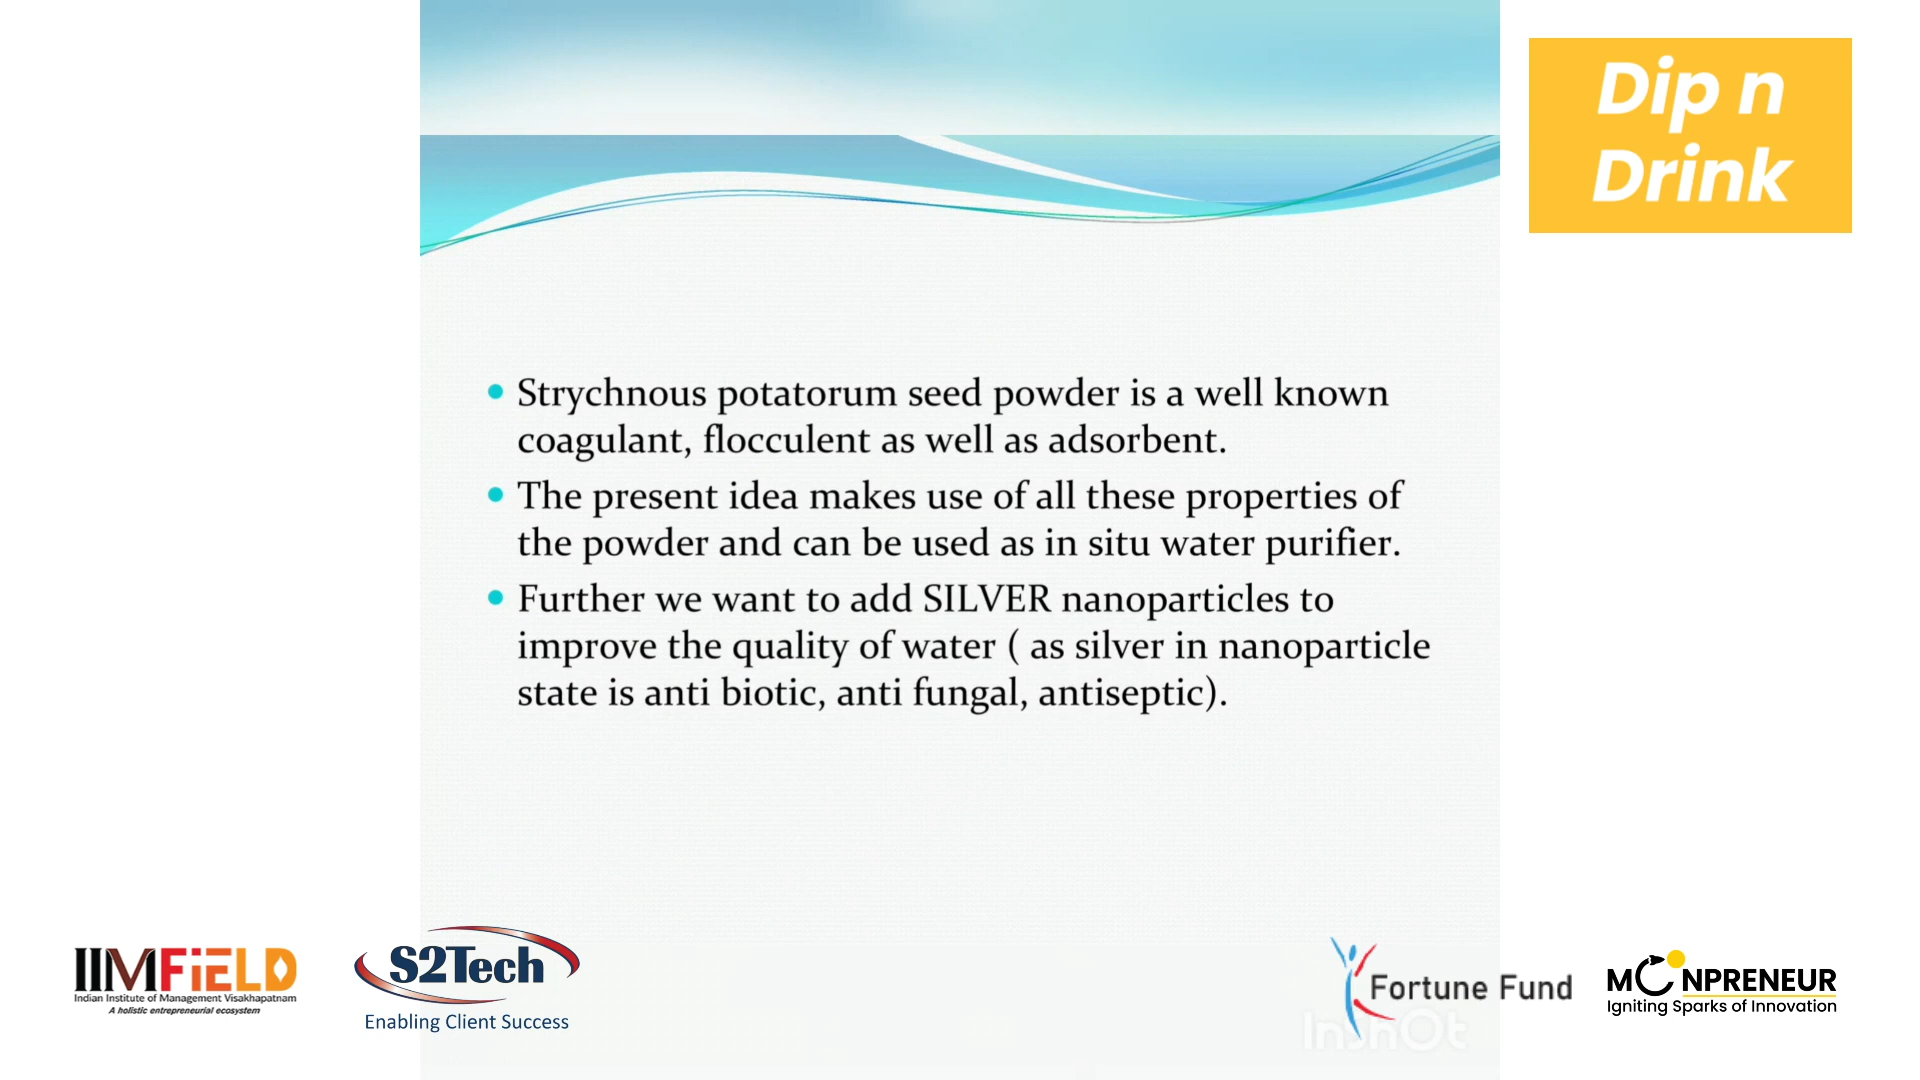 Dip n
Drink
Strychnous potatorum seed powder is a well known
coagulant, flocculent as well as adsorbent.
The present idea makes use of all these properties of
the powder and can be used as in situ water purifier.
Further we want to add SILVER nanoparticles to
improve the quality of water ( as silver in nanoparticle
state is anti biotic, anti fungal, antiseptic).
IIMFiELD
Indian Institute of Management Visakhapatnam
A holistic entrepreneurial ecosystem
S2Tech
Enabling Client Success
Fortune Fund
InShOt
MOONPRENEUR
Igniting Sparks of Innovation